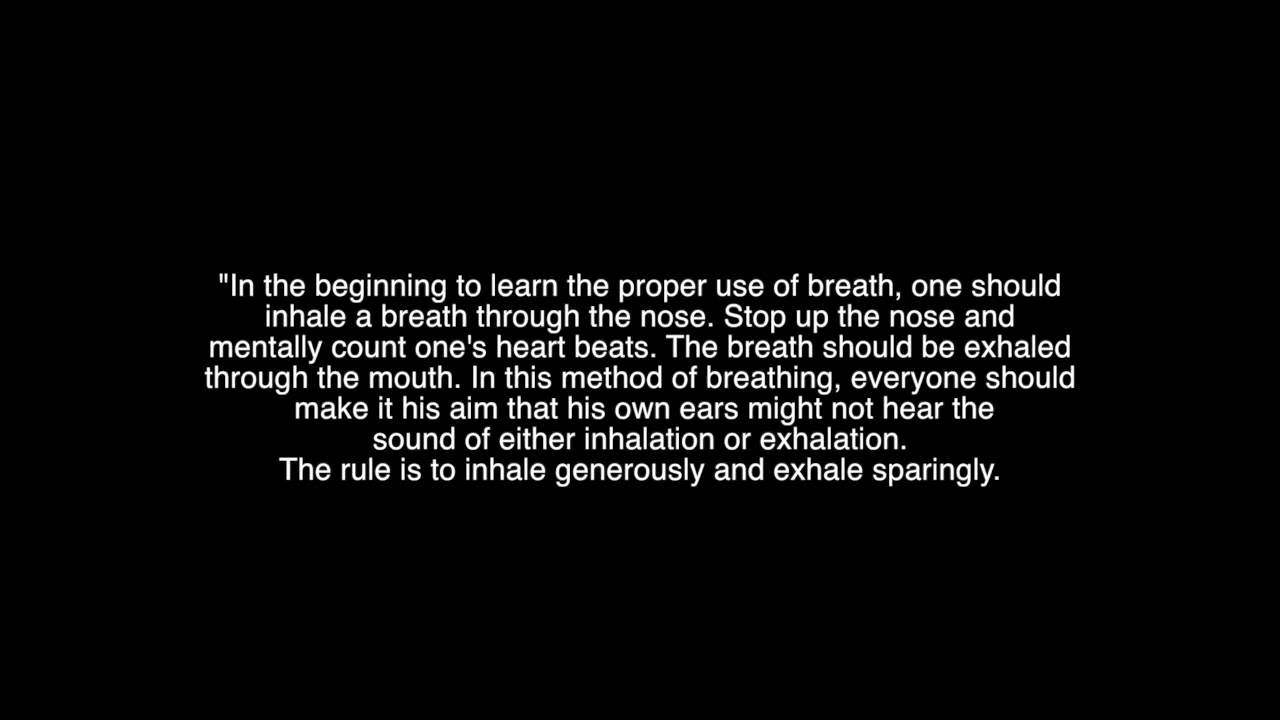 "In the beginning to learn the proper use of breath, one should
inhale a breath through the nose. Stop up the nose and
mentally count one's heart beats. The breath should be exhaled
through the mouth. In this method of breathing, everyone should
make it his aim that his own ears might not hear the
sound of either inhalation or exhalation.
The rule is to inhale generously and exhale sparingly.